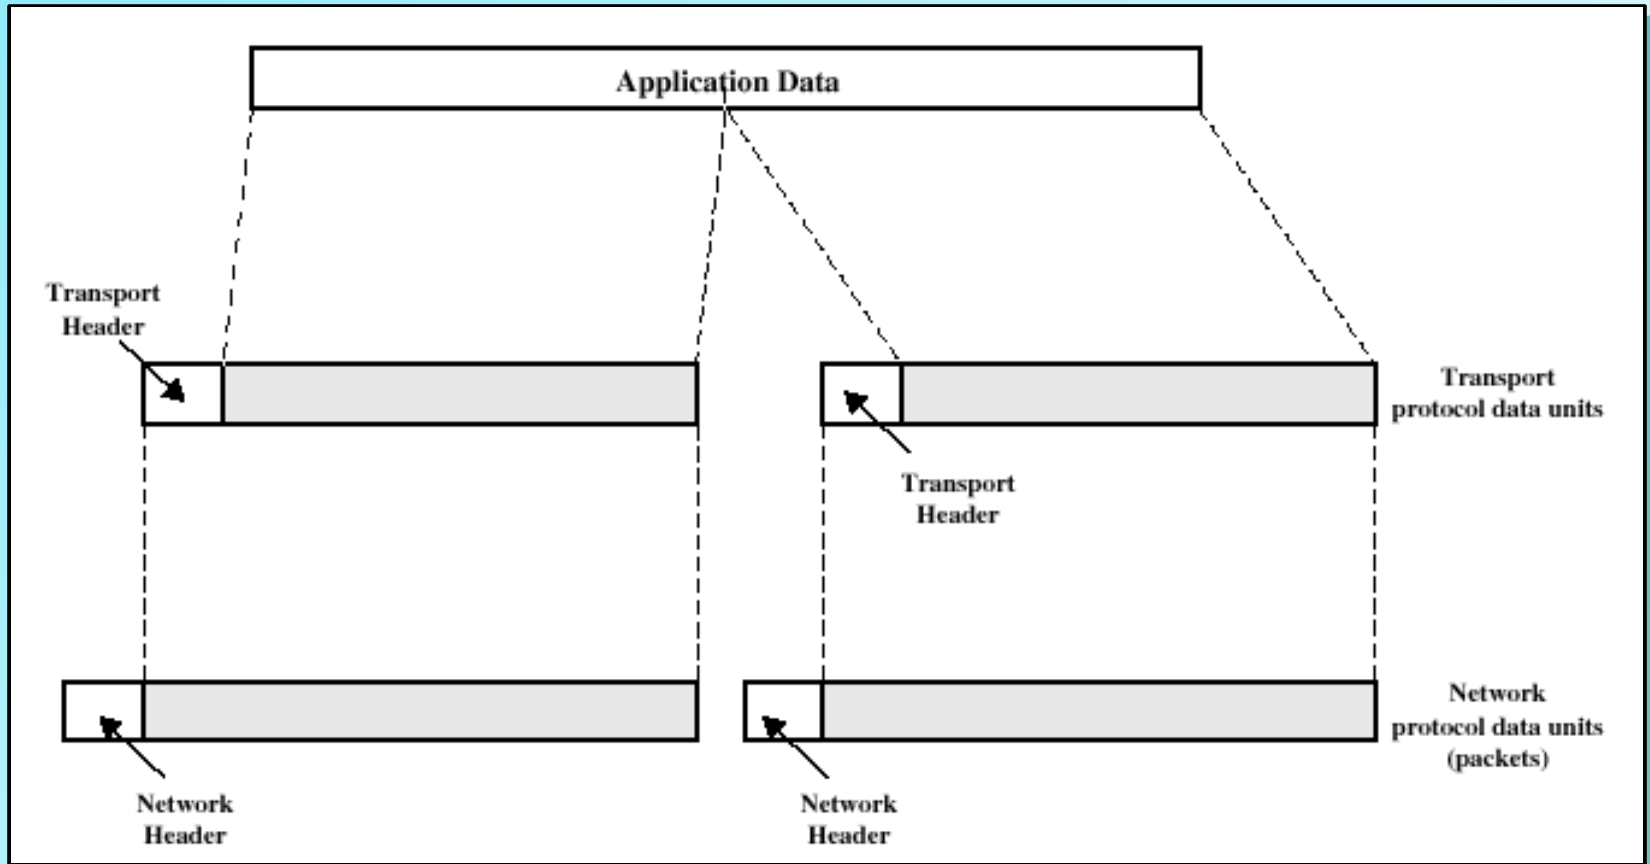 Application Data
Transport
Header
Transport
protocol data units
Transport
Header
Network
protocol data units
(packets)
Network
Header
Network
Header